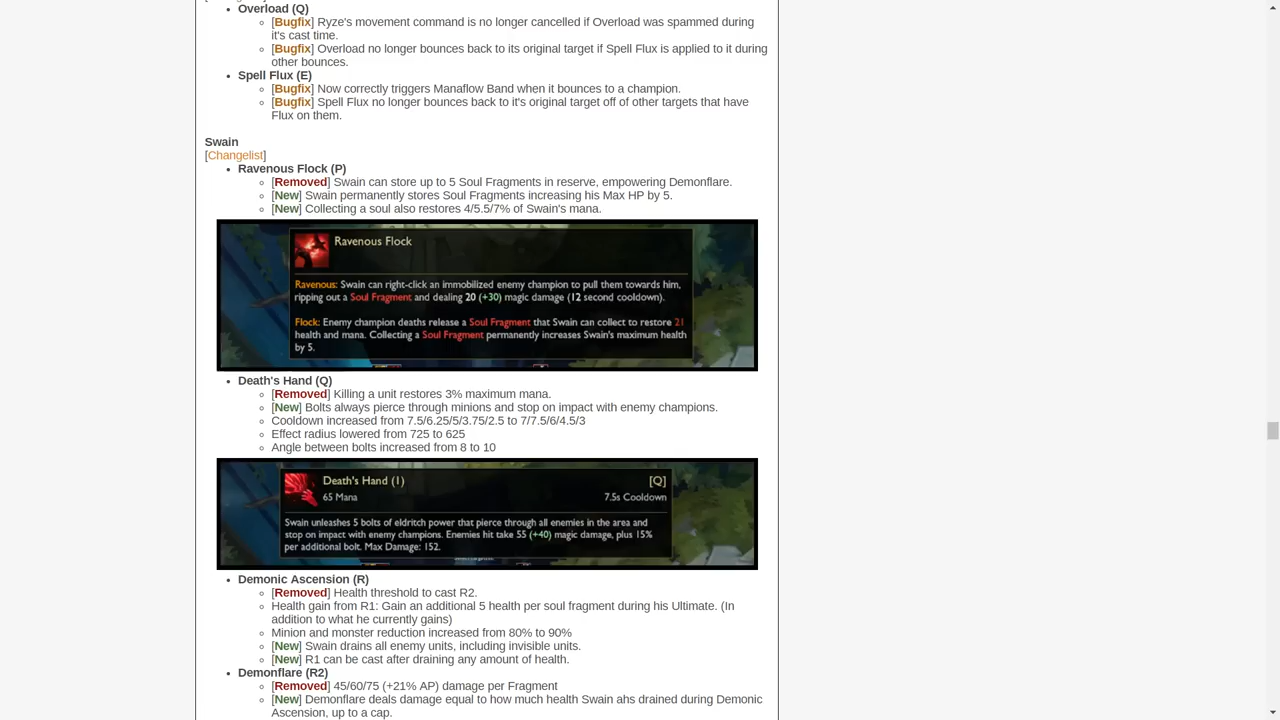 Overload (Q)
[Bugfix] Ryze's movement command is no longer cancelled if Overload was spammed during
it's cast time.
[Bugfix] Overload no longer bounces back to its original target if Spell Flux is applied to it during
other bounces.
Spell Flux (E)
[Bugfix] Now correctly triggers Manaflow Band when it bounces to a champion.
[Bugfix] Spell Flux no longer bounces back to it's original target off of other targets that have
Flux on them.
Swain
[Changelist]
Ravenous Flock (P)
[Removed] Swain can store up to 5 Soul Fragments in reserve, empowering Demonflare.
[New] Swain permanently stores Soul Fragments increasing his Max HP by 5.
[New] Collecting a soul also restores 4/5.5/7% of Swain's mana.
Ravenous Flock
Ravenous: Swain can right-click an immobilized enemy champion to pull them towards him,
ripping out a Soul Fragment and dealing 20 (+30) magic damage (12 second cooldown).
Flock: Enemy champion deaths release a Soul Fragment that Swain can collect to restore 21
health and mana. Collecting a Soul Fragment permanently increases Swain's maximum health
by 5.
Death's Hand (Q)
[Removed] Killing a unit restores 3% maximum mana.
[New] Bolts always pierce through minions and stop on impact with enemy champions.
Cooldown increased from 7.5/6.25/5/3.75/2.5 to 7/7.5/6/4.5/3
Effect radius lowered from 725 to 625
Angle between bolts increased from 8 to 10
Death's Hand (1) [Q]
65 Mana 7.5s Cooldown
Swain unleashes 5 bolts of eldritch power that pierce through all enemies in the area and
stop on impact with enemy champions. Enemies hit take 55 (+40) magic damage, plus 15%
per additional bolt. Max Damage: 152.
Demonic Ascension (R)
[Removed] Health threshold to cast R2.
Health gain from R1: Gain an additional 5 health per soul fragment during his Ultimate. (In
addition to what he currently gains)
Minion and monster reduction increased from 80% to 90%
[New] Swain drains all enemy units, including invisible units.
[New] R1 can be cast after draining any amount of health.
Demonflare (R2)
[Removed] 45/60/75 (+21% AP) damage per Fragment
[New] Demonflare deals damage equal to how much health Swain ahs drained during Demonic
Ascension, up to a cap.